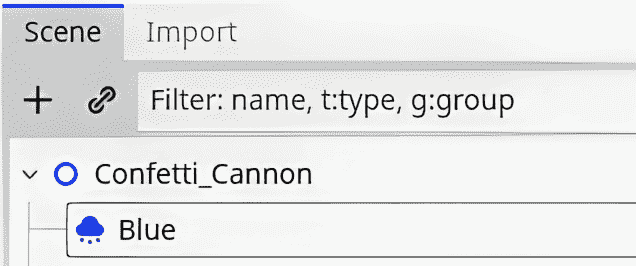 Scene Import
Filter: name, t:type, g:group
Confetti_Cannon
Blue